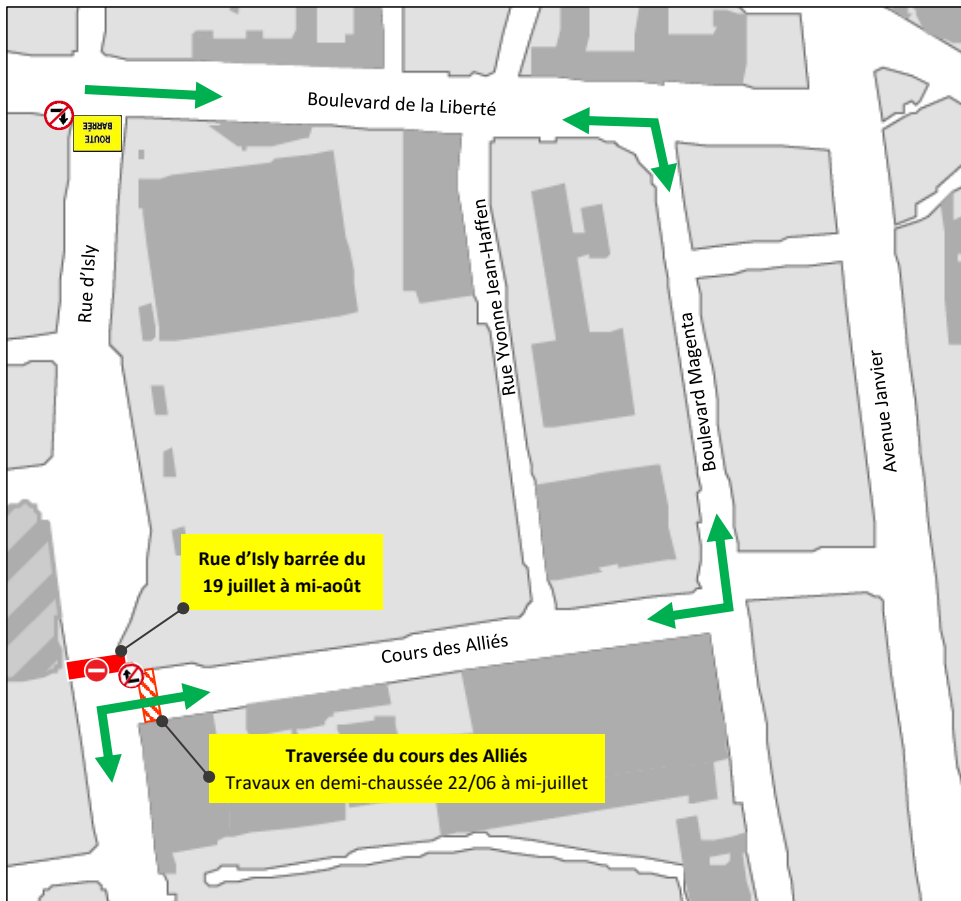 Boulevard de la Liberté
ROUTE
BARRÉE
Rue d’Isly
Rue Yvonne Jean-Haffen
Boulevard Magenta
Avenue Janvier
Rue d’Isly barrée du
19 juillet à mi-août
Cours des Alliés
Traversée du cours des Alliés
Travaux en demi-chaussée 22/06 à mi-juillet